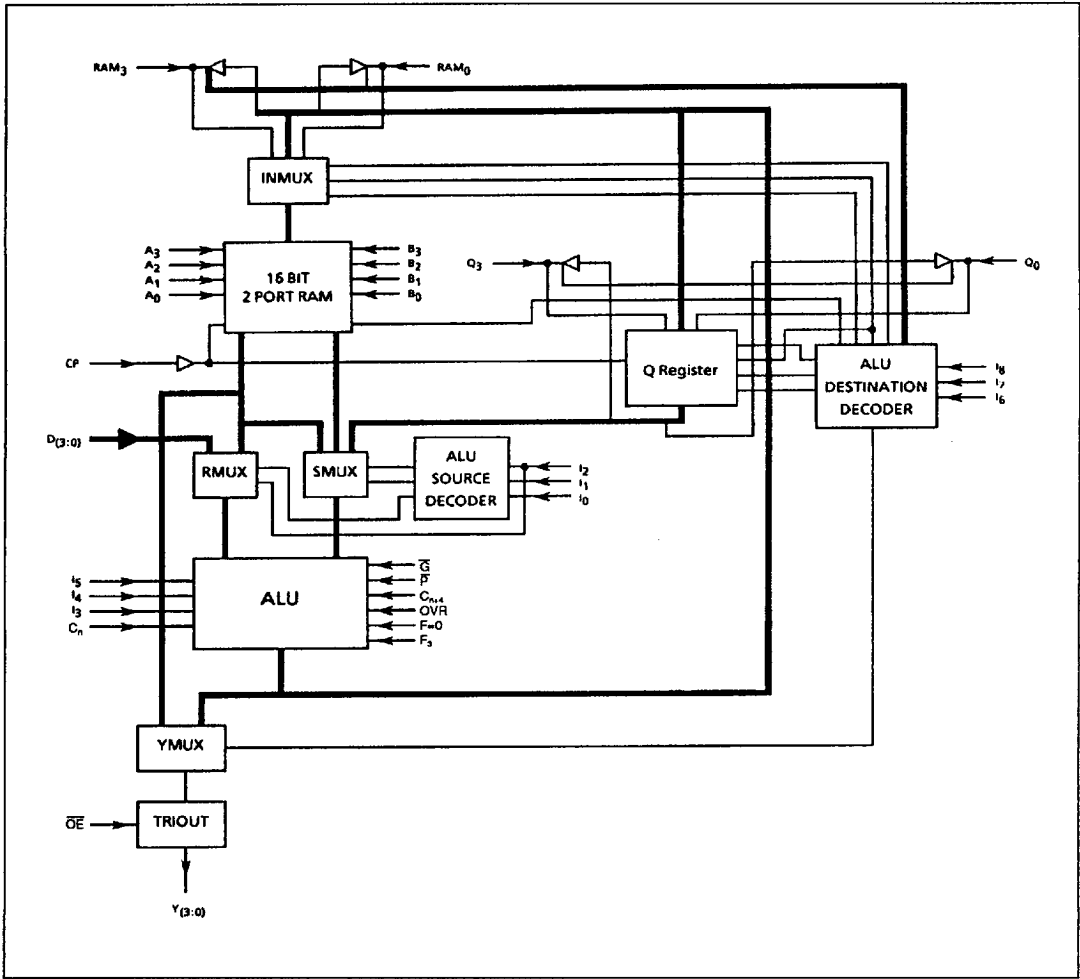 RAM3
RAM0
INMUX
A3
A2
A1
A0
16 BIT
2 PORT RAM
B3
B2
B1
B0
Q3
Q0
CP
Q Register
ALU
DESTINATION
DECODER
I8
I7
I6
D(3:0)
RMUX
SMUX
ALU
SOURCE
DECODER
I2
I1
I0
I5
I4
I3
Cn
ALU
G̅
P̅
Cn+4
OVR
F=0
F3
YMUX
O̅E̅
TRIOUT
Y(3:0)